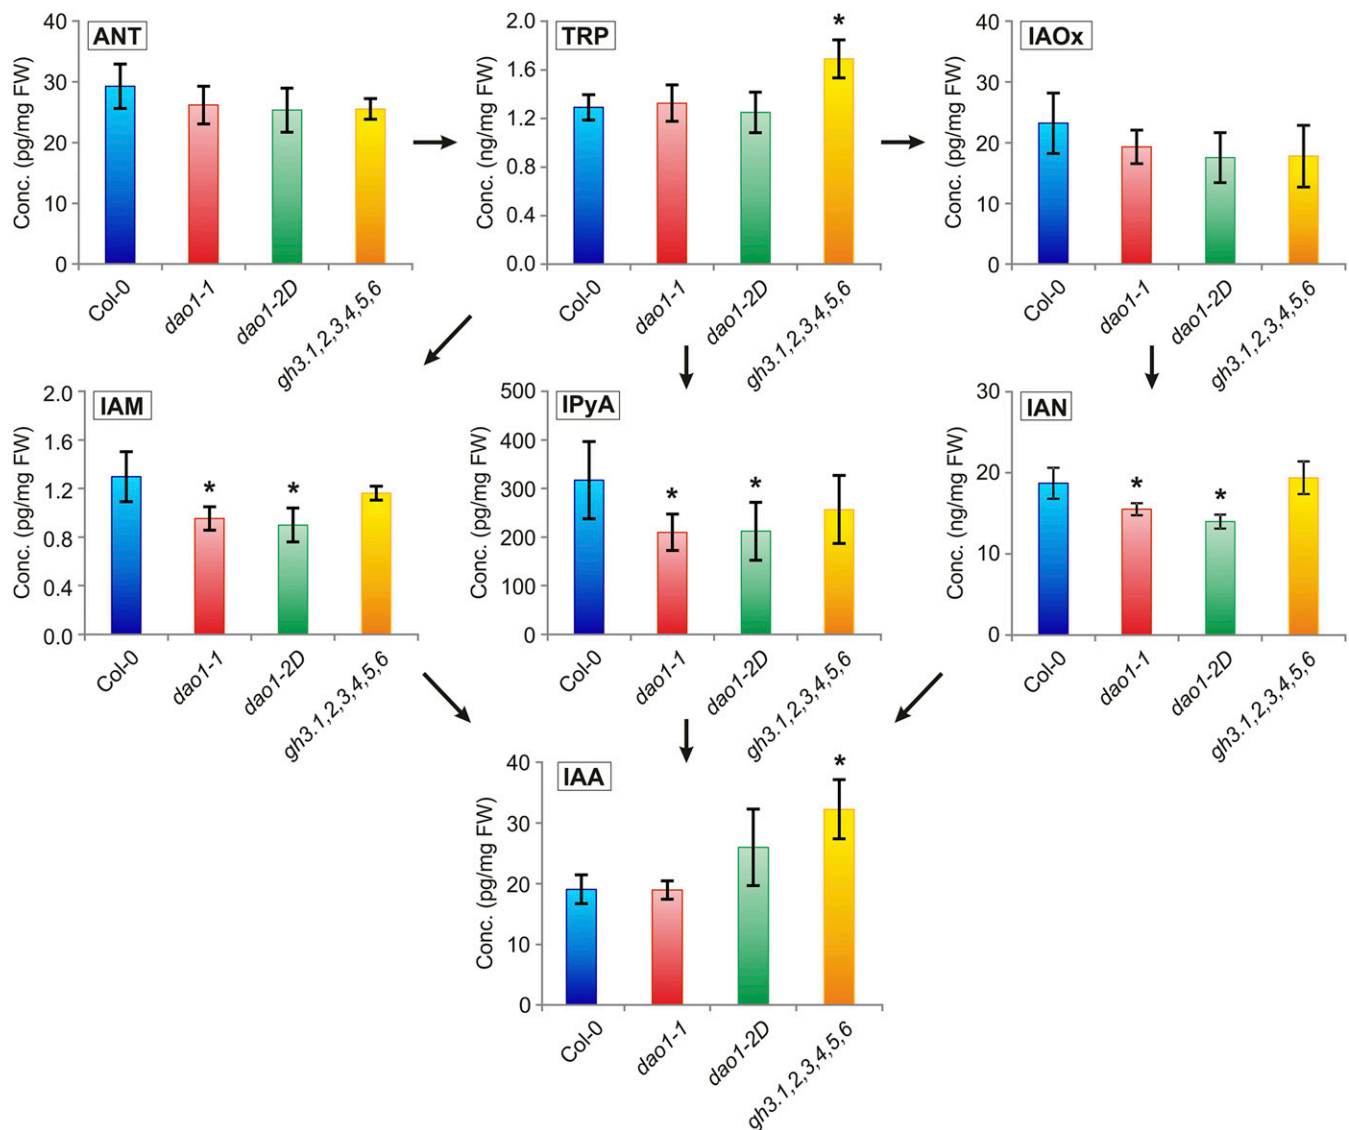 ANT
Conc. (pg/mg FW)
40
30
20
10
0
Col-0
dao1-1
dao1-2D
gh3.1,2,3,4,5,6
TRP
Conc. (ng/mg FW)
2.0
1.6
1.2
0.8
0.4
0.0
*
Col-0
dao1-1
dao1-2D
gh3.1,2,3,4,5,6
IAOx
Conc. (pg/mg FW)
40
30
20
10
0
Col-0
dao1-1
dao1-2D
gh3.1,2,3,4,5,6
IAM
Conc. (pg/mg FW)
2.0
1.6
1.2
0.8
0.4
0.0
*
*
Col-0
dao1-1
dao1-2D
gh3.1,2,3,4,5,6
IPyA
Conc. (pg/mg FW)
500
400
300
200
100
0
*
*
Col-0
dao1-1
dao1-2D
gh3.1,2,3,4,5,6
IAN
Conc. (ng/mg FW)
30
20
10
0
*
*
Col-0
dao1-1
dao1-2D
gh3.1,2,3,4,5,6
IAA
Conc. (pg/mg FW)
40
30
20
10
0
*
Col-0
dao1-1
dao1-2D
gh3.1,2,3,4,5,6